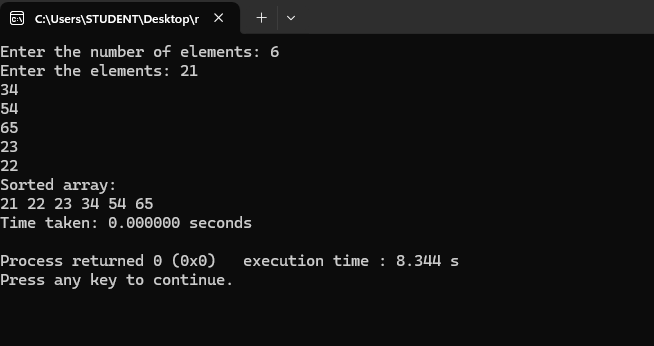 C:\Users\STUDENT\Desktop\r
Enter the number of elements: 6
Enter the elements: 21
34
54
65
23
22
Sorted array:
21 22 23 34 54 65
Time taken: 0.000000 seconds
Process returned 0 (0x0)   execution time : 8.344 s
Press any key to continue.